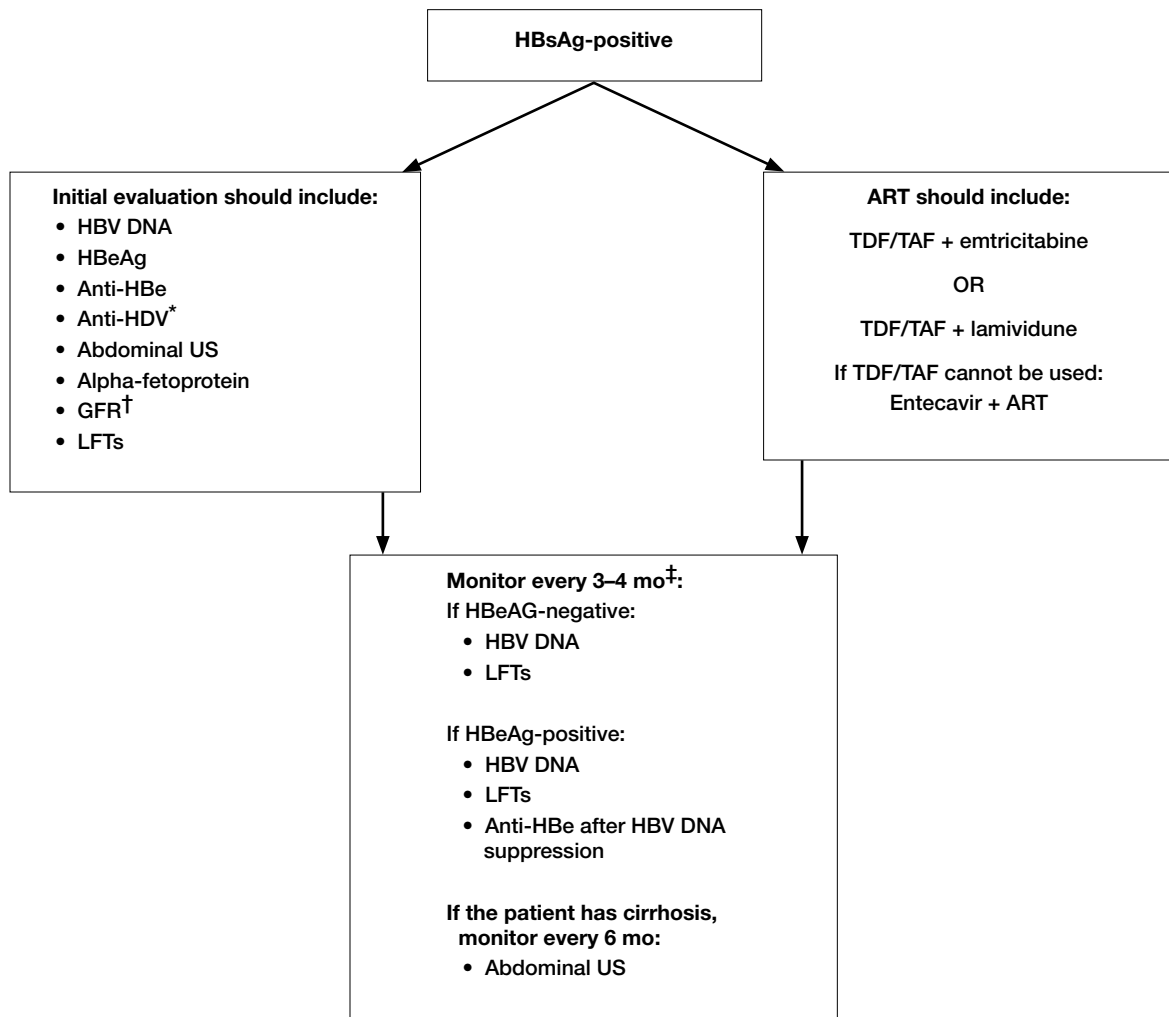 HBsAg-positive
Initial evaluation should include:
• HBV DNA
• HBeAg
• Anti-HBe
• Anti-HDV*
• Abdominal US
• Alpha-fetoprotein
• GFR†
• LFTs
ART should include:
TDF/TAF + emtricitabine
OR
TDF/TAF + lamividune
If TDF/TAF cannot be used:
Entecavir + ART
Monitor every 3–4 mo‡:
If HBeAG-negative:
• HBV DNA
• LFTs
If HBeAg-positive:
• HBV DNA
• LFTs
• Anti-HBe after HBV DNA
suppression
If the patient has cirrhosis,
monitor every 6 mo:
• Abdominal US